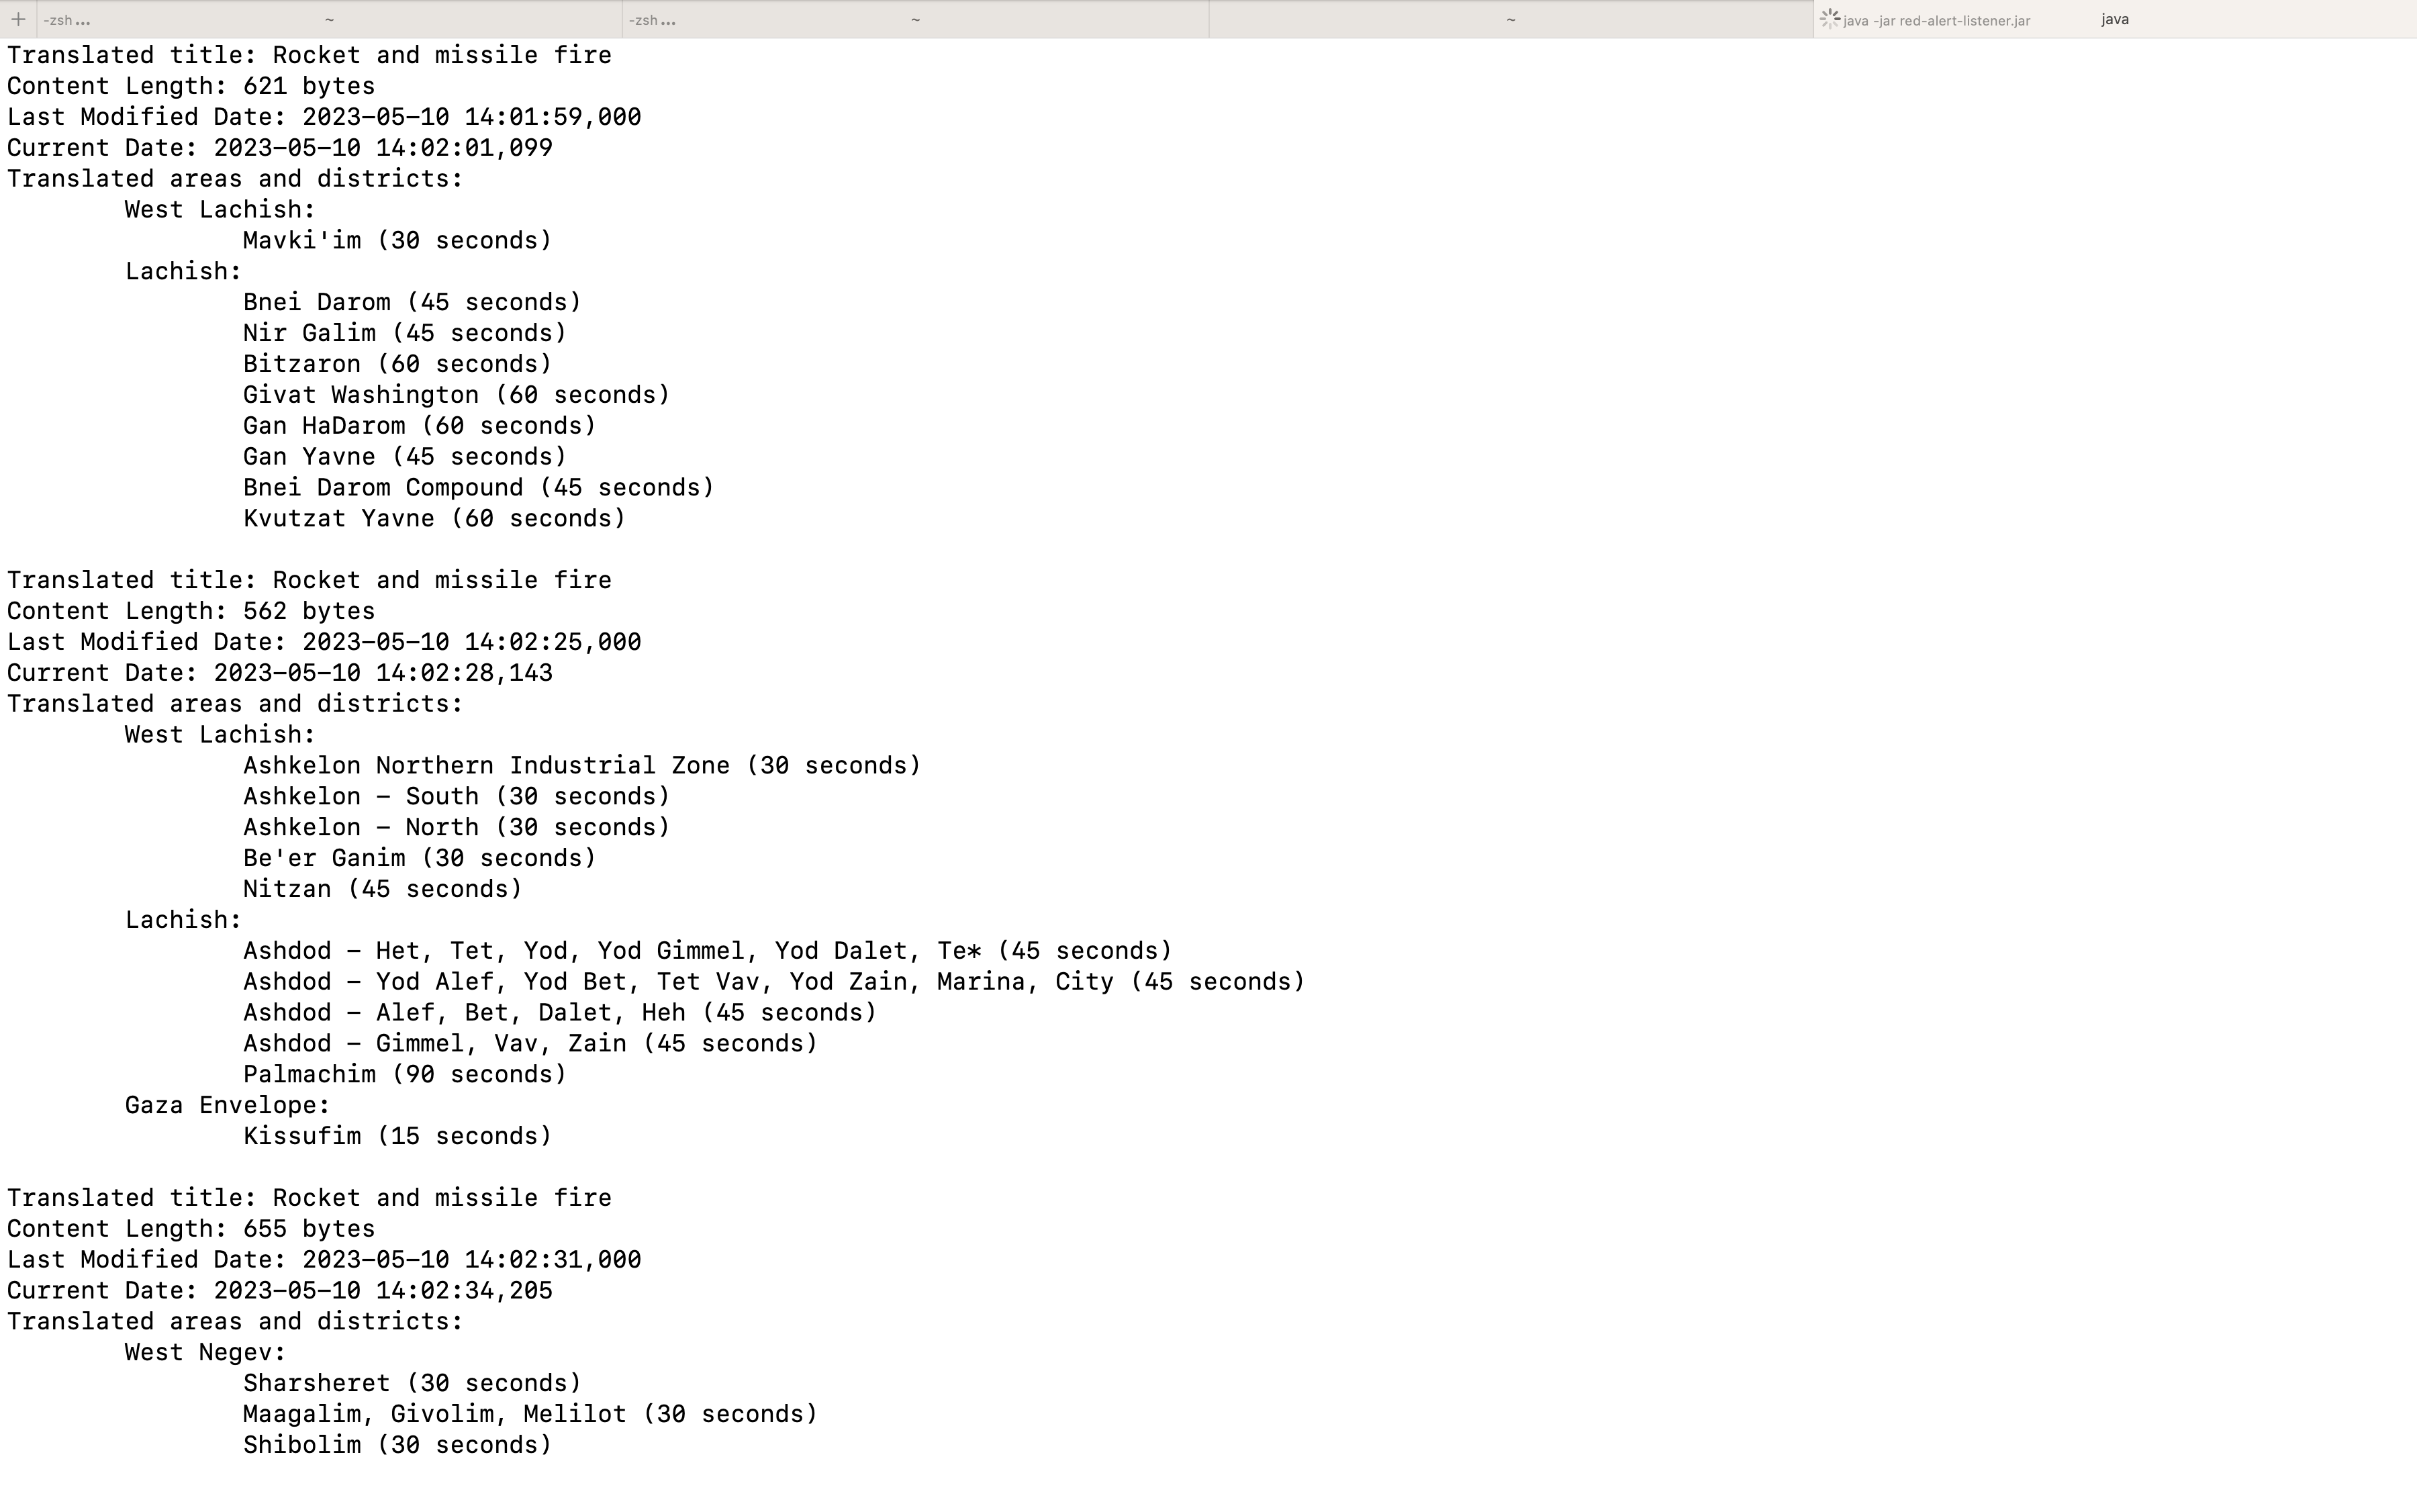 + -zsh... ~ -zsh... ~ ~ java -jar red-alert-listener.jar java
Translated title: Rocket and missile fire
Content Length: 621 bytes
Last Modified Date: 2023-05-10 14:01:59,000
Current Date: 2023-05-10 14:02:01,099
Translated areas and districts:
West Lachish:
Mavki'im (30 seconds)
Lachish:
Bnei Darom (45 seconds)
Nir Galim (45 seconds)
Bitzaron (60 seconds)
Givat Washington (60 seconds)
Gan HaDarom (60 seconds)
Gan Yavne (45 seconds)
Bnei Darom Compound (45 seconds)
Kvutzat Yavne (60 seconds)
Translated title: Rocket and missile fire
Content Length: 562 bytes
Last Modified Date: 2023-05-10 14:02:25,000
Current Date: 2023-05-10 14:02:28,143
Translated areas and districts:
West Lachish:
Ashkelon Northern Industrial Zone (30 seconds)
Ashkelon - South (30 seconds)
Ashkelon - North (30 seconds)
Be'er Ganim (30 seconds)
Nitzan (45 seconds)
Lachish:
Ashdod - Het, Tet, Yod, Yod Gimmel, Yod Dalet, Te* (45 seconds)
Ashdod - Yod Alef, Yod Bet, Tet Vav, Yod Zain, Marina, City (45 seconds)
Ashdod - Alef, Bet, Dalet, Heh (45 seconds)
Ashdod - Gimmel, Vav, Zain (45 seconds)
Palmachim (90 seconds)
Gaza Envelope:
Kissufim (15 seconds)
Translated title: Rocket and missile fire
Content Length: 655 bytes
Last Modified Date: 2023-05-10 14:02:31,000
Current Date: 2023-05-10 14:02:34,205
Translated areas and districts:
West Negev:
Sharsheret (30 seconds)
Maagalim, Givolim, Melilot (30 seconds)
Shibolim (30 seconds)